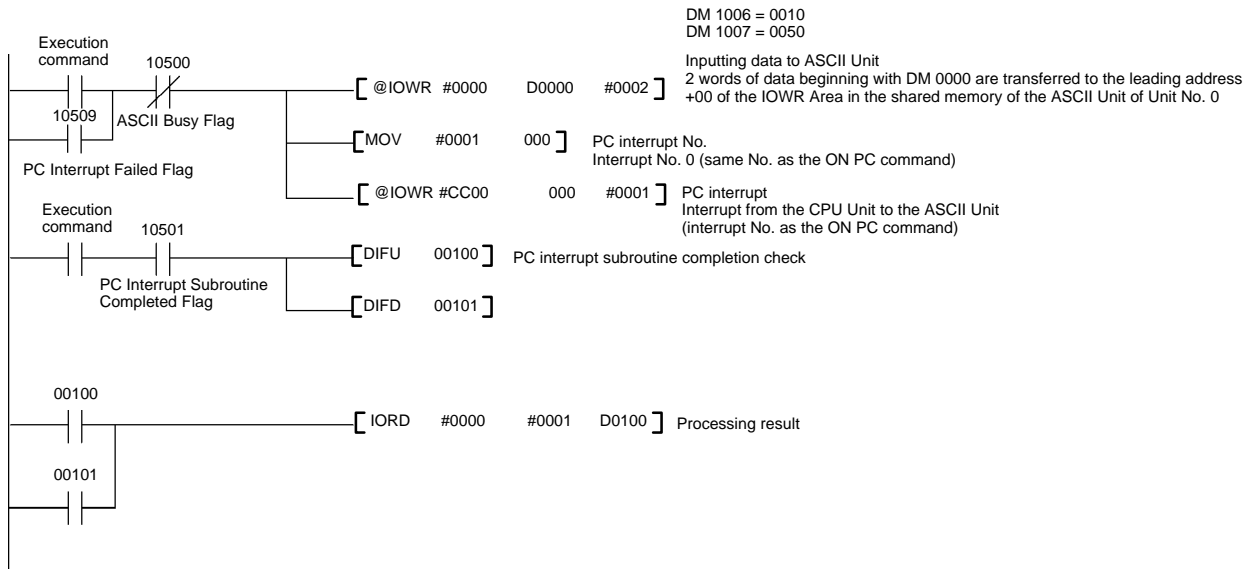 DM 1006 = 0010
DM 1007 = 0050
Execution
command
10500
Inputting data to ASCII Unit
2 words of data beginning with DM 0000 are transferred to the leading address
+00 of the IOWR Area in the shared memory of the ASCII Unit of Unit No. 0
@IOWR #0000 D0000 #0002
10509
ASCII Busy Flag
PC Interrupt Failed Flag
MOV #0001 000
PC interrupt No.
Interrupt No. 0 (same No. as the ON PC command)
@IOWR #CC00 000 #0001
PC interrupt
Interrupt from the CPU Unit to the ASCII Unit
(interrupt No. as the ON PC command)
Execution
command
10501
DIFU 00100
PC interrupt subroutine completion check
PC Interrupt Subroutine
Completed Flag
DIFD 00101
00100
IORD #0000 #0001 D0100
Processing result
00101